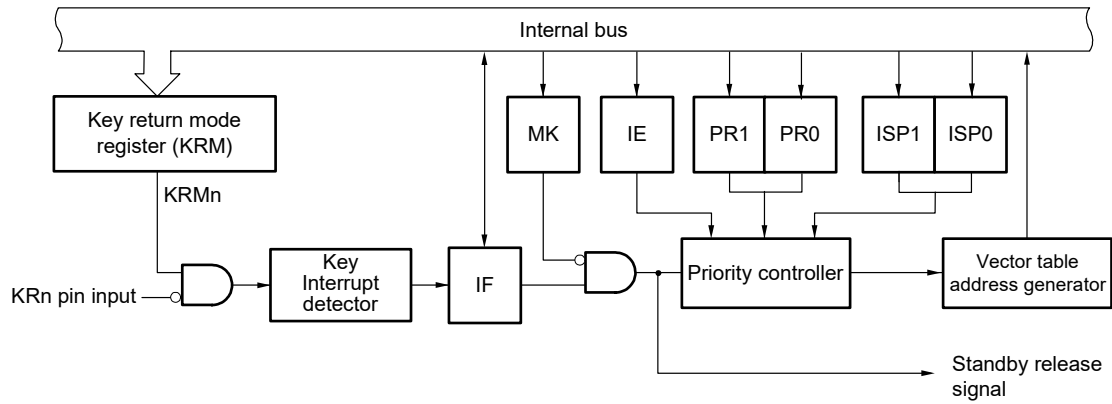 Internal bus
Key return mode
register (KRM)
MK
IE
PR1
PR0
ISP1
ISP0
KRMn
Key
Interrupt
detector
IF
Priority controller
Vector table
address generator
KRn pin input
Standby release
signal